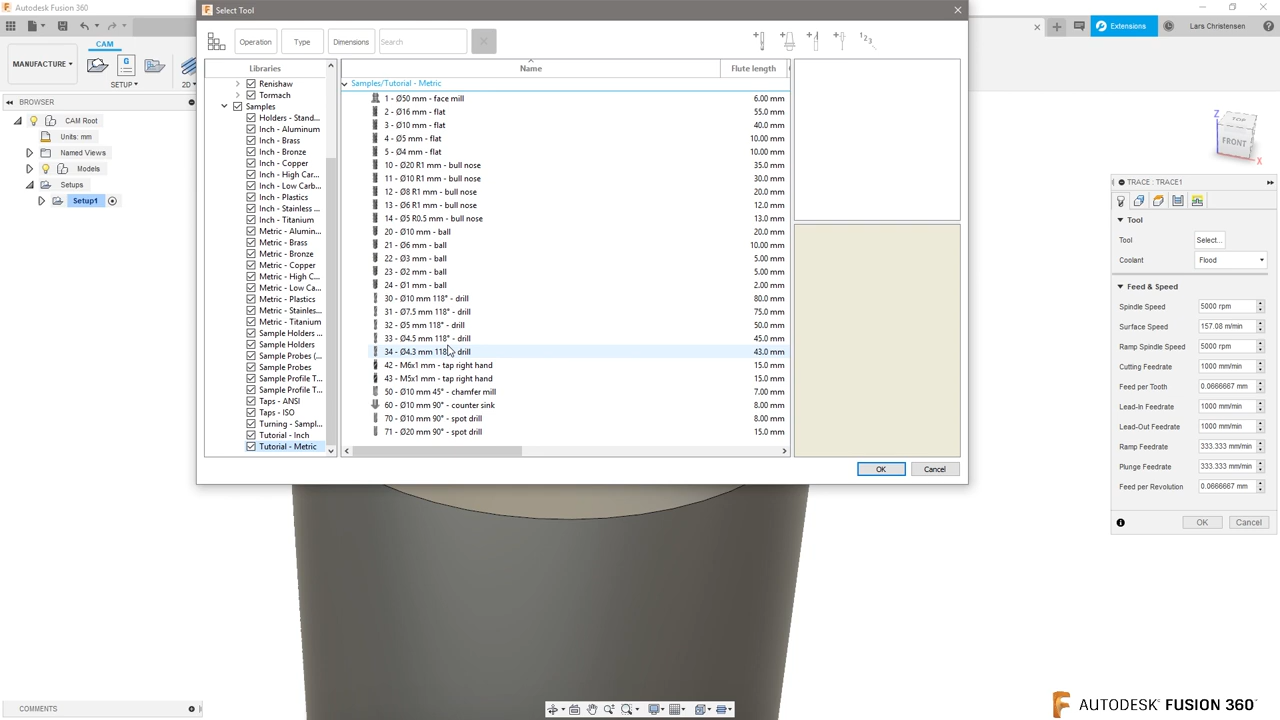 Autodesk Fusion 360
Select Tool
Extensions
Lars Christensen
CAM
MANUFACTURE
SETUP
2D
BROWSER
CAM Root
Units: mm
Named Views
Models
Setups
Setup1
Operation
Type
Dimensions
Search
1 2 3
Libraries
Renishaw
Tormach
Samples
Holders - Stand...
Inch - Aluminum
Inch - Brass
Inch - Bronze
Inch - Copper
Inch - High Car...
Inch - Low Carb...
Inch - Plastics
Inch - Stainless ...
Inch - Titanium
Metric - Alumin...
Metric - Brass
Metric - Bronze
Metric - Copper
Metric - High C...
Metric - Low Ca...
Metric - Plastics
Metric - Stainles...
Metric - Titanium
Sample Holders ...
Sample Holders
Sample Probes (...
Sample Probes
Sample Profile T...
Sample Profile T...
Taps - ANSI
Taps - ISO
Turning - Sampl...
Tutorial - Inch
Tutorial - Metric
Name Flute length
Samples/Tutorial - Metric
1 - Ø50 mm - face mill 6.00 mm
2 - Ø16 mm - flat 55.0 mm
3 - Ø10 mm - flat 40.0 mm
4 - Ø5 mm - flat 10.00 mm
5 - Ø4 mm - flat 10.00 mm
10 - Ø20 R1 mm - bull nose 35.0 mm
11 - Ø10 R1 mm - bull nose 30.0 mm
12 - Ø8 R1 mm - bull nose 20.0 mm
13 - Ø6 R1 mm - bull nose 12.0 mm
14 - Ø5 R0.5 mm - bull nose 13.0 mm
20 - Ø10 mm - ball 20.0 mm
21 - Ø6 mm - ball 10.00 mm
22 - Ø3 mm - ball 5.00 mm
23 - Ø2 mm - ball 5.00 mm
24 - Ø1 mm - ball 2.00 mm
30 - Ø10 mm 118° - drill 80.0 mm
31 - Ø7.5 mm 118° - drill 75.0 mm
32 - Ø5 mm 118° - drill 50.0 mm
33 - Ø4.5 mm 118° - drill 45.0 mm
34 - Ø4.3 mm 118° - drill 43.0 mm
42 - M6x1 mm - tap right hand 15.0 mm
43 - M5x1 mm - tap right hand 15.0 mm
50 - Ø10 mm 45° - chamfer mill 7.00 mm
60 - Ø10 mm 90° - counter sink 8.00 mm
70 - Ø10 mm 90° - spot drill 8.00 mm
71 - Ø20 mm 90° - spot drill 15.0 mm
OK Cancel
TOP
FRONT
Z
X
TRACE : TRACE1
Tool
Tool Select...
Coolant Flood
Feed & Speed
Spindle Speed 5000 rpm
Surface Speed 157.08 m/min
Ramp Spindle Speed 5000 rpm
Cutting Feedrate 1000 mm/min
Feed per Tooth 0.0666667 mm
Lead-In Feedrate 1000 mm/min
Lead-Out Feedrate 1000 mm/min
Ramp Feedrate 333.333 mm/min
Plunge Feedrate 333.333 mm/min
Feed per Revolution 0.0666667 mm
OK Cancel
COMMENTS
AUTODESK® FUSION 360™